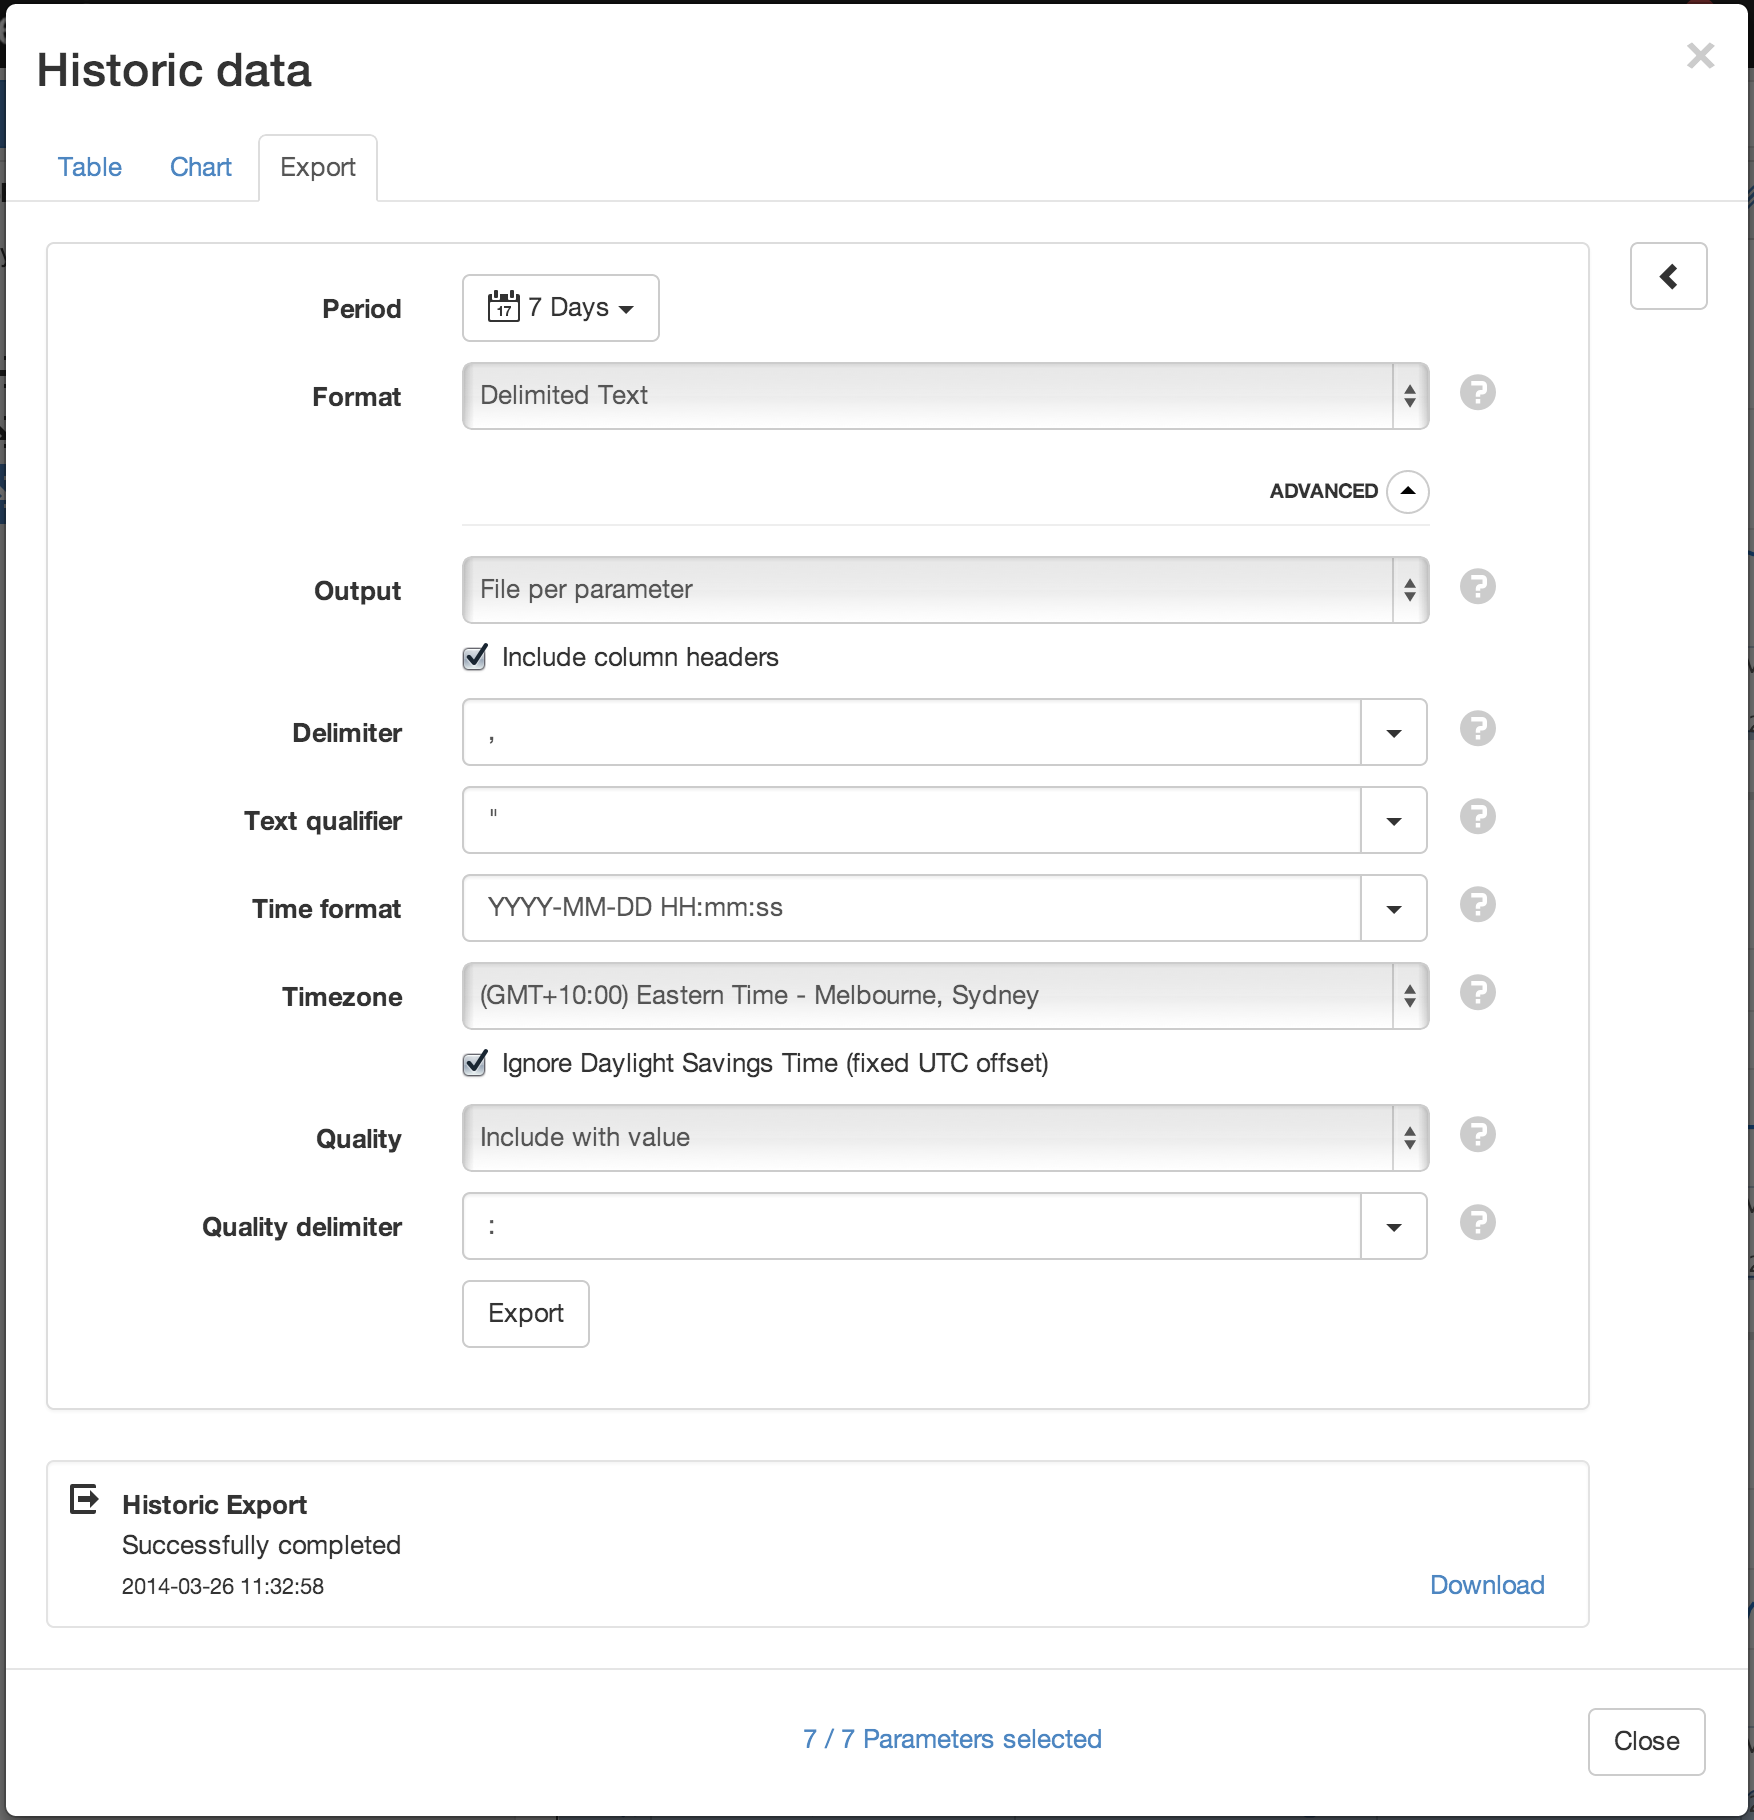 Historic data
×
Table
Chart
Export
Period
17 7 Days
Format
Delimited Text
?
ADVANCED
Output
File per parameter
?
Include column headers
Delimiter
,
?
Text qualifier
"
?
Time format
YYYY-MM-DD HH:mm:ss
?
Timezone
(GMT+10:00) Eastern Time - Melbourne, Sydney
?
Ignore Daylight Savings Time (fixed UTC offset)
Quality
Include with value
?
Quality delimiter
:
?
Export
Historic Export
Successfully completed
2014-03-26 11:32:58
Download
7 / 7 Parameters selected
Close